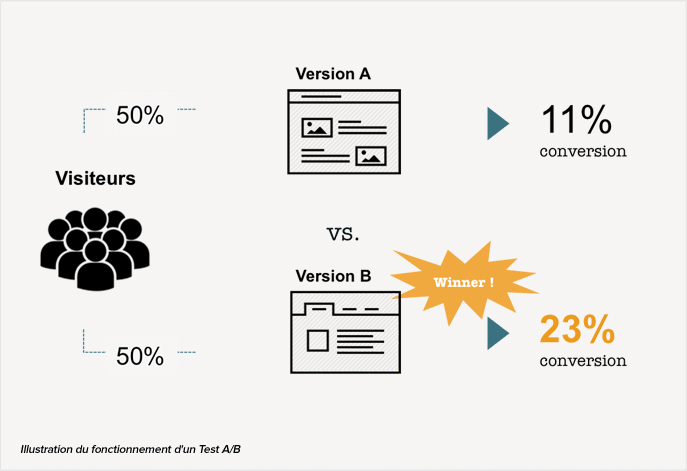 Version A
50%
11%
conversion
Visiteurs
vs.
Version B
Winner !
50%
23%
conversion
Illustration du fonctionnement d'un Test A/B